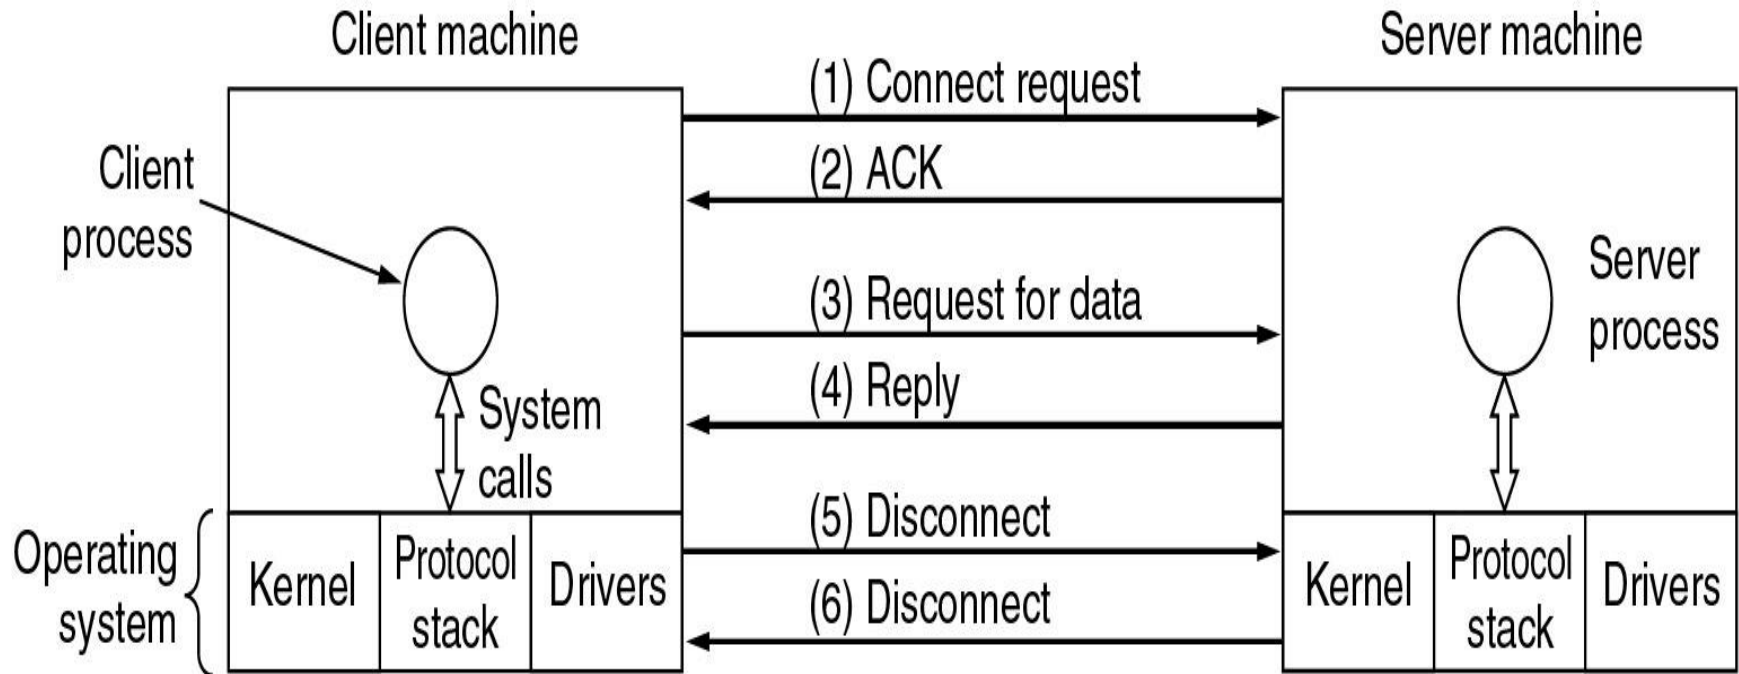 Client machine
Server machine
(1) Connect request
(2) ACK
Client
process
(3) Request for data
Server
process
(4) Reply
System
calls
(5) Disconnect
Operating
system
Kernel
Protocol
stack
Drivers
(6) Disconnect
Kernel
Protocol
stack
Drivers